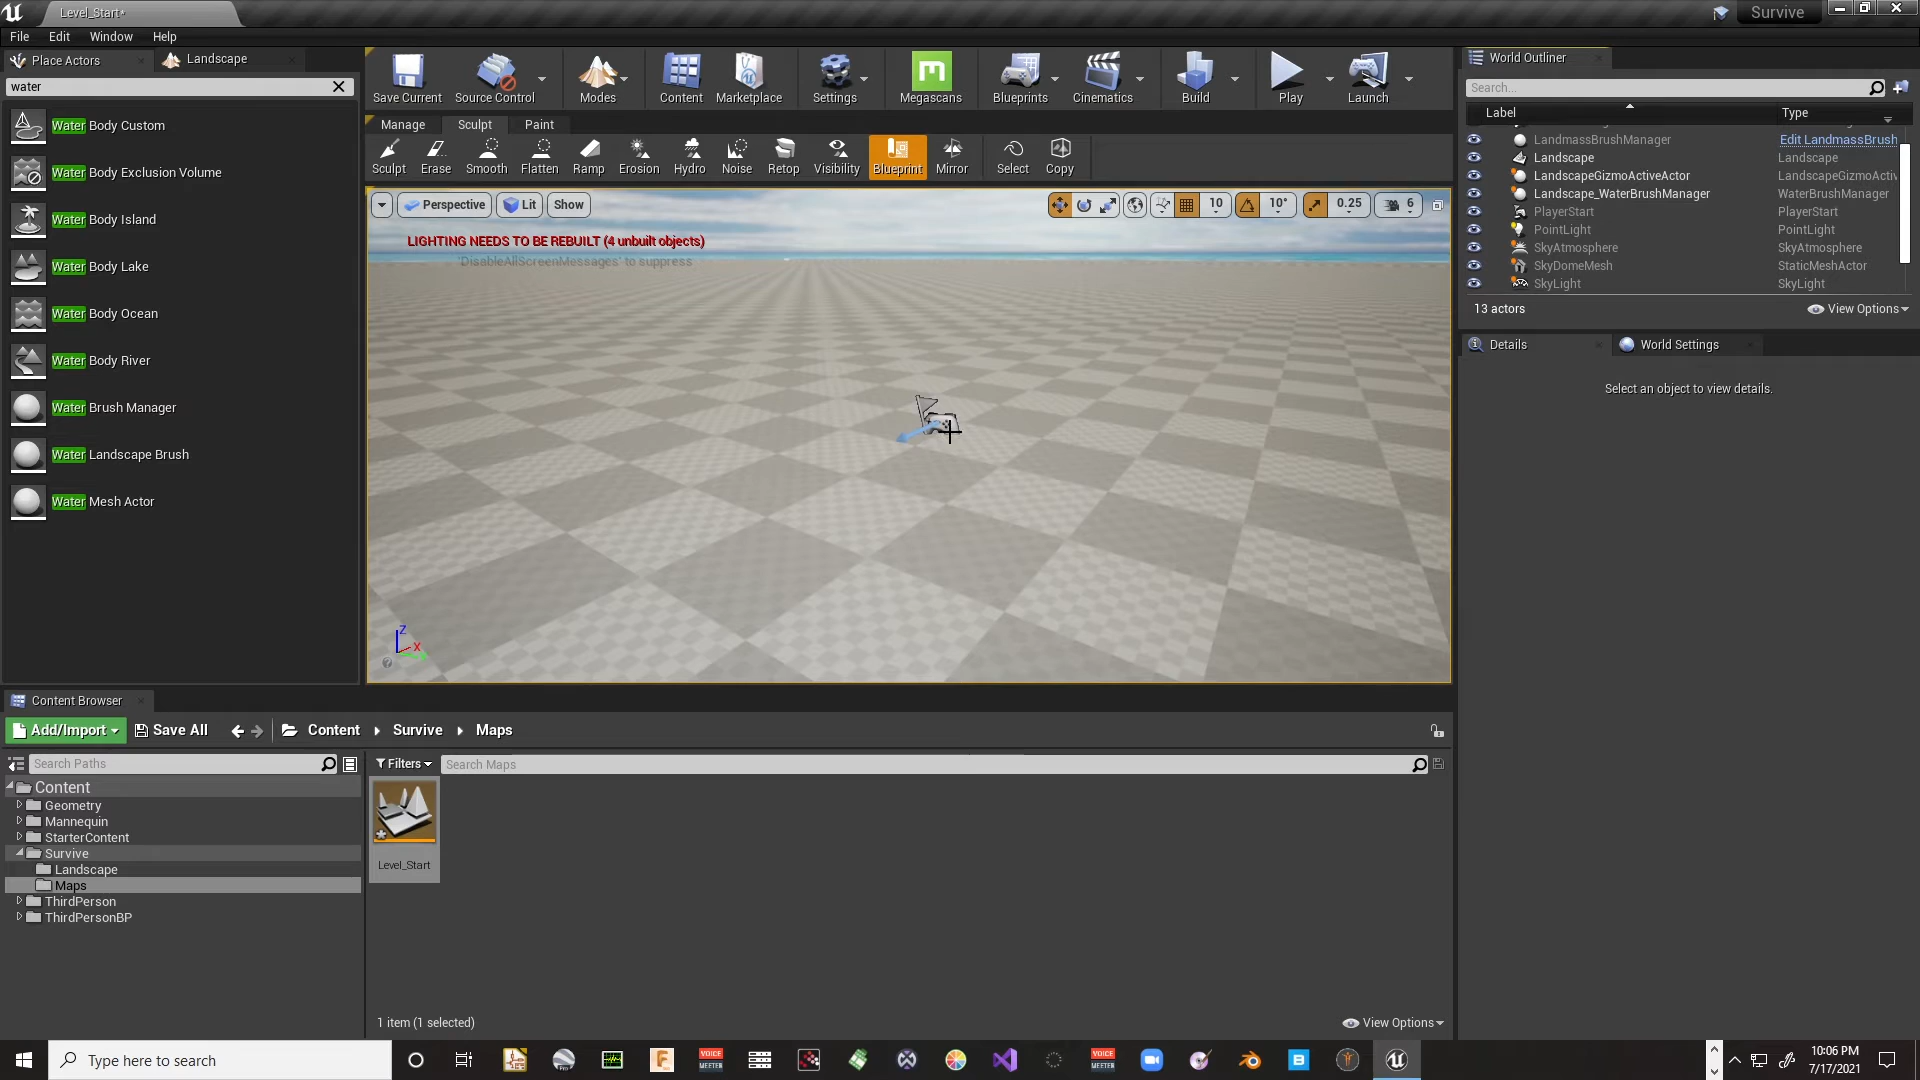 Level_Start*
Survive
File Edit Window Help
Place Actors
Landscape
water
Water Body Custom
Water Body Exclusion Volume
Water Body Island
Water Body Lake
Water Body Ocean
Water Body River
Water Brush Manager
Water Landscape Brush
Water Mesh Actor
Save Current Source Control Modes Content Marketplace Settings Megascans Blueprints Cinematics Build Play Launch
Manage Sculpt Paint
Sculpt Erase Smooth Flatten Ramp Erosion Hydro Noise Retop Visibility Blueprint Mirror Select Copy
Perspective Lit Show
10 10° 0.25 6
LIGHTING NEEDS TO BE REBUILT (4 unbuilt objects)
'DisableAllScreenMessages' to suppress
Z
X
World Outliner
Search...
Label Type
LandmassBrushManager Edit LandmassBrush
Landscape Landscape
LandscapeGizmoActiveActor LandscapeGizmoActiv
Landscape_WaterBrushManager WaterBrushManager
PlayerStart PlayerStart
PointLight PointLight
SkyAtmosphere SkyAtmosphere
SkyDomeMesh StaticMeshActor
SkyLight SkyLight
13 actors View Options
Details World Settings
Select an object to view details.
Content Browser
Add/Import Save All Content Survive Maps
Search Paths
Content
Geometry
Mannequin
StarterContent
Survive
Landscape
Maps
ThirdPerson
ThirdPersonBP
Filters Search Maps
Level_Start
1 item (1 selected) View Options
Type here to search
VOICE MEETER
VOICE MEETER
10:06 PM
7/17/2021